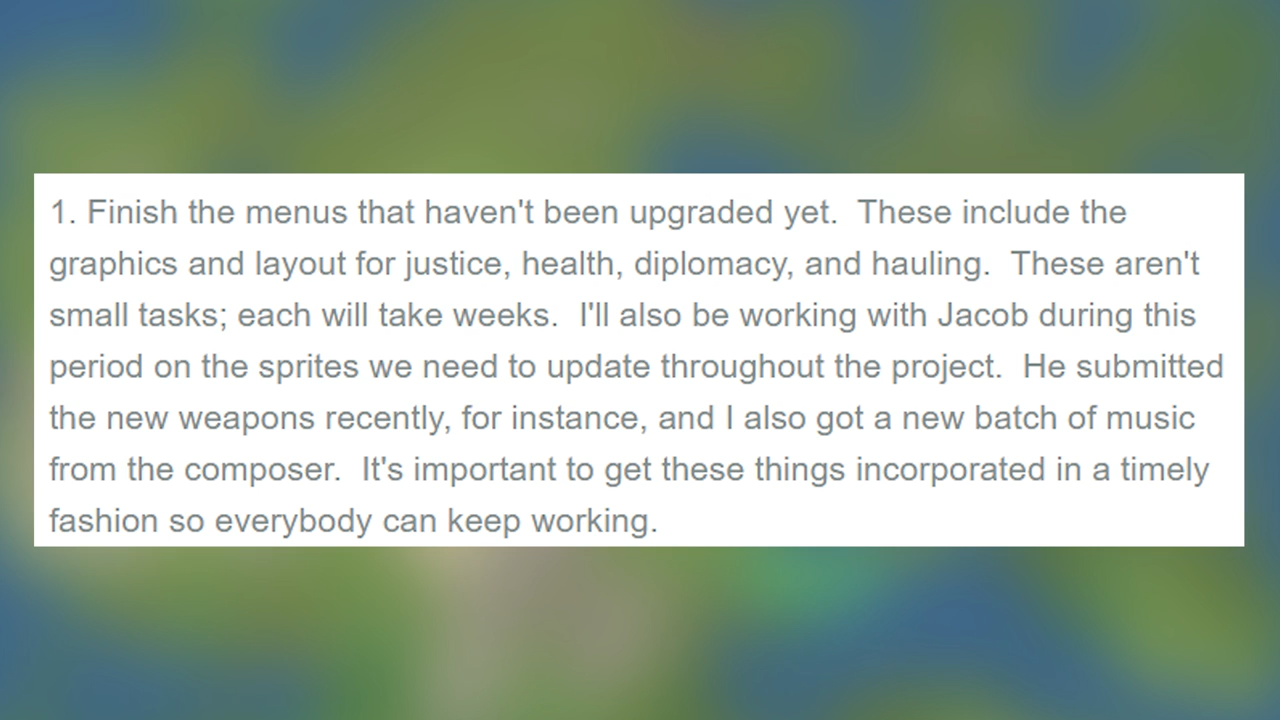 1. Finish the menus that haven't been upgraded yet.  These include the
graphics and layout for justice, health, diplomacy, and hauling.  These aren't
small tasks; each will take weeks.  I'll also be working with Jacob during this
period on the sprites we need to update throughout the project.  He submitted
the new weapons recently, for instance, and I also got a new batch of music
from the composer.  It's important to get these things incorporated in a timely
fashion so everybody can keep working.